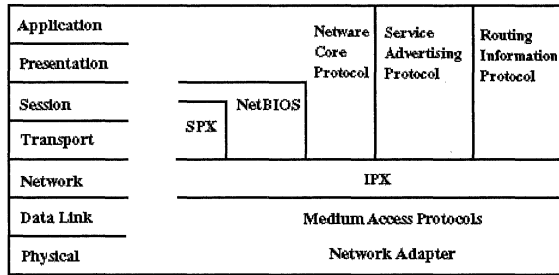 Application
Presentation
Session
Transport
Network
Data Link
Physical
SPX
NetBIOS
Netware
Core
Protocol
Service
Advertising
Protocol
Routing
Information
Protocol
IPX
Medium Access Protocols
Network Adapter